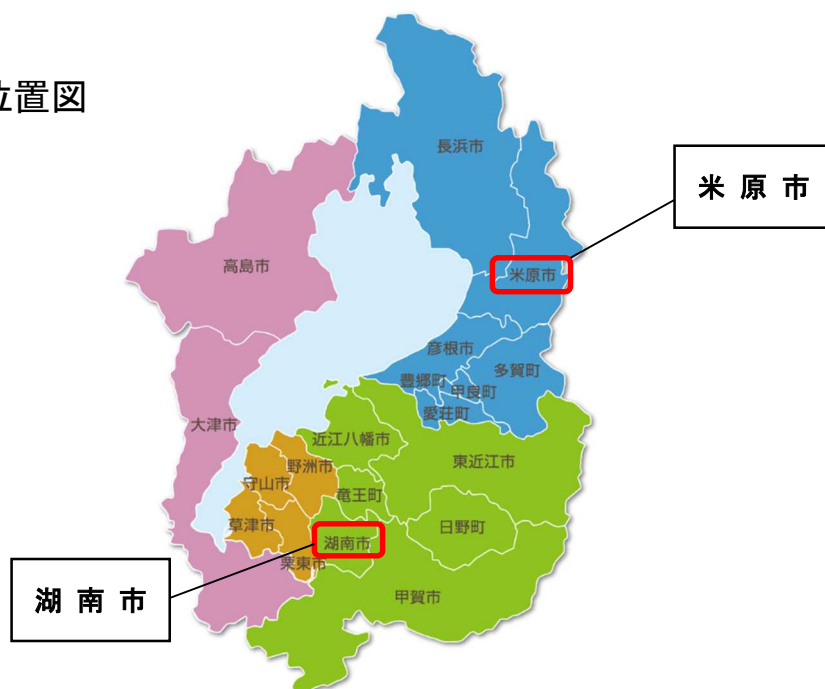 位置図
長浜市
米 原 市
高島市
米原市
彦根市
多賀町
豊郷町
甲良町
愛荘町
大津市
近江八幡市
野洲市
東近江市
守山市
竜王町
草津市
日野町
湖南市
栗東市
湖 南 市
甲賀市